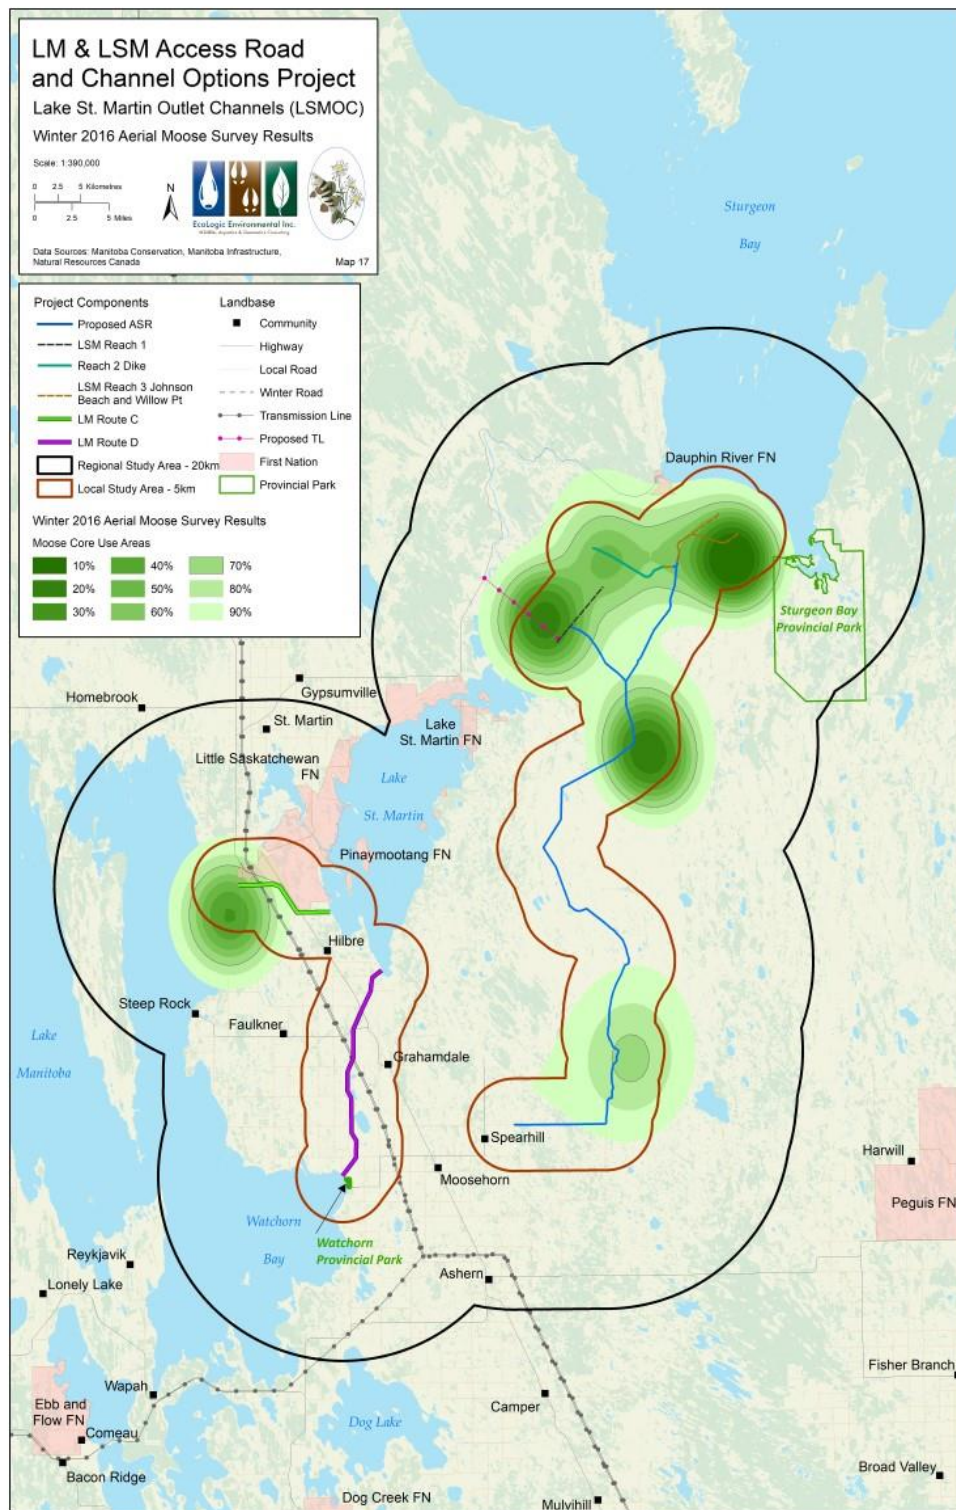 LM & LSM Access Road
and Channel Options Project
Lake St. Martin Outlet Channels (LSMOC)
Winter 2016 Aerial Moose Survey Results
Scale: 1:390,000
0 2.5 5 Kilometres
0 2.5 5 Miles
N
EcoLogic Environmental Inc.
Data Sources: Manitoba Conservation, Manitoba Infrastructure,
Natural Resources Canada
Map 17
Project Components
Proposed ASR
LSM Reach 1
Reach 2 Dike
LSM Reach 3 Johnson
Beach and Willow Pt
LM Route C
LM Route D
Regional Study Area - 20km
Local Study Area - 5km
Landbase
Community
Highway
Local Road
Winter Road
Transmission Line
Proposed TL
First Nation
Provincial Park
Winter 2016 Aerial Moose Survey Results
Moose Core Use Areas
10% 40% 70%
20% 50% 80%
30% 60% 90%
Sturgeon
Bay
Dauphin River FN
Sturgeon Bay
Provincial Park
Homebrook
Gypsumville
St. Martin
Lake
St. Martin FN
Little Saskatchewan
FN
Lake
St. Martin
Pinaymootang FN
Hilbre
Steep Rock
Faulkner
Lake
Manitoba
Grahamdale
Spearhill
Moosehorn
Harwill
Peguis FN
Watchorn
Bay
Watchorn
Provincial Park
Reykjavik
Lonely Lake
Ashern
Fisher Branch
Wapah
Camper
Ebb and
Flow FN
Comeau
Dog Lake
Bacon Ridge
Broad Valley
Dog Creek FN
Mulvihill